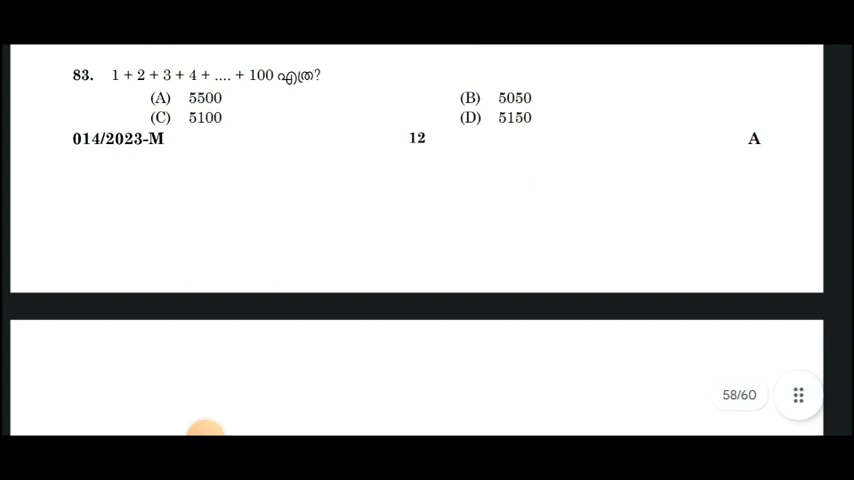 83. 1 + 2 + 3 + 4 + .... + 100 എത്ര?
(A) 5500 (B) 5050
(C) 5100 (D) 5150
014/2023-M 12 A
58/60